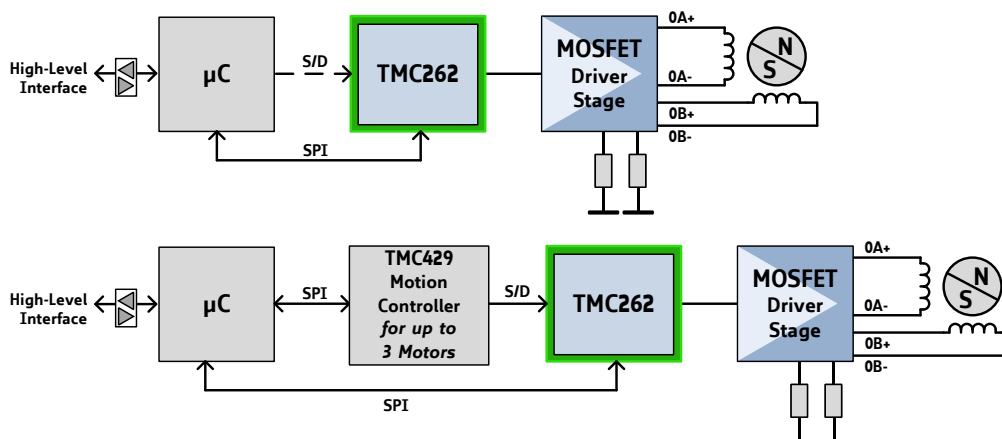 High-Level
Interface
µC
S/D
SPI
TMC262
MOSFET
Driver
Stage
0A+
0A-
0B+
0B-
N
S
High-Level
Interface
µC
SPI
TMC429
Motion
Controller
for up to
3 Motors
S/D
TMC262
SPI
MOSFET
Driver
Stage
0A+
0A-
0B+
0B-
N
S